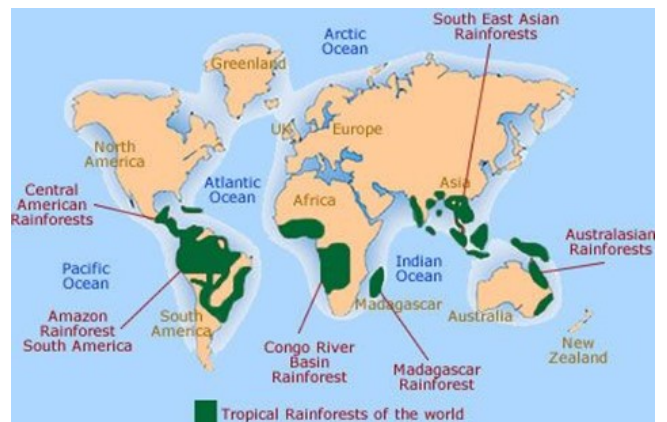 South East Asian
Rainforests
Arctic
Ocean
Greenland
UK
Europe
North
America
Asia
Central
American
Rainforests
Atlantic
Ocean
Africa
Australasian
Rainforests
Pacific
Ocean
Indian
Ocean
Amazon
Rainforest
South America
South
America
Madagascar
Australia
Congo River
Basin
Rainforest
Madagascar
Rainforest
New
Zealand
Tropical Rainforests of the world